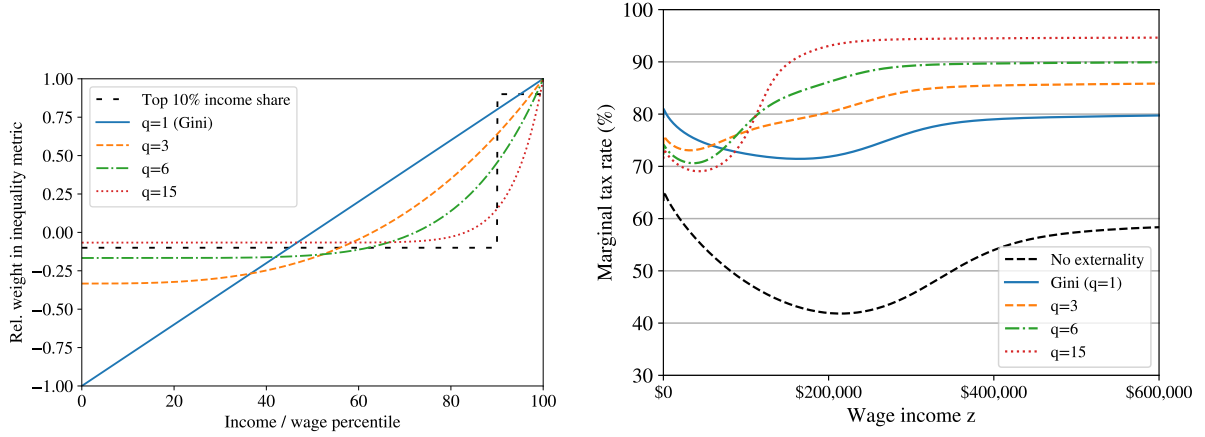 1.00
0.75
0.50
0.25
0.00
−0.25
−0.50
−0.75
−1.00
Rel. weight in inequality metric
Top 10% income share
q=1 (Gini)
q=3
q=6
q=15
0 20 40 60 80 100
Income / wage percentile
100
90
80
70
60
50
40
30
Marginal tax rate (%)
No externality
Gini (q=1)
q=3
q=6
q=15
$0 $200,000 $400,000 $600,000
Wage income z